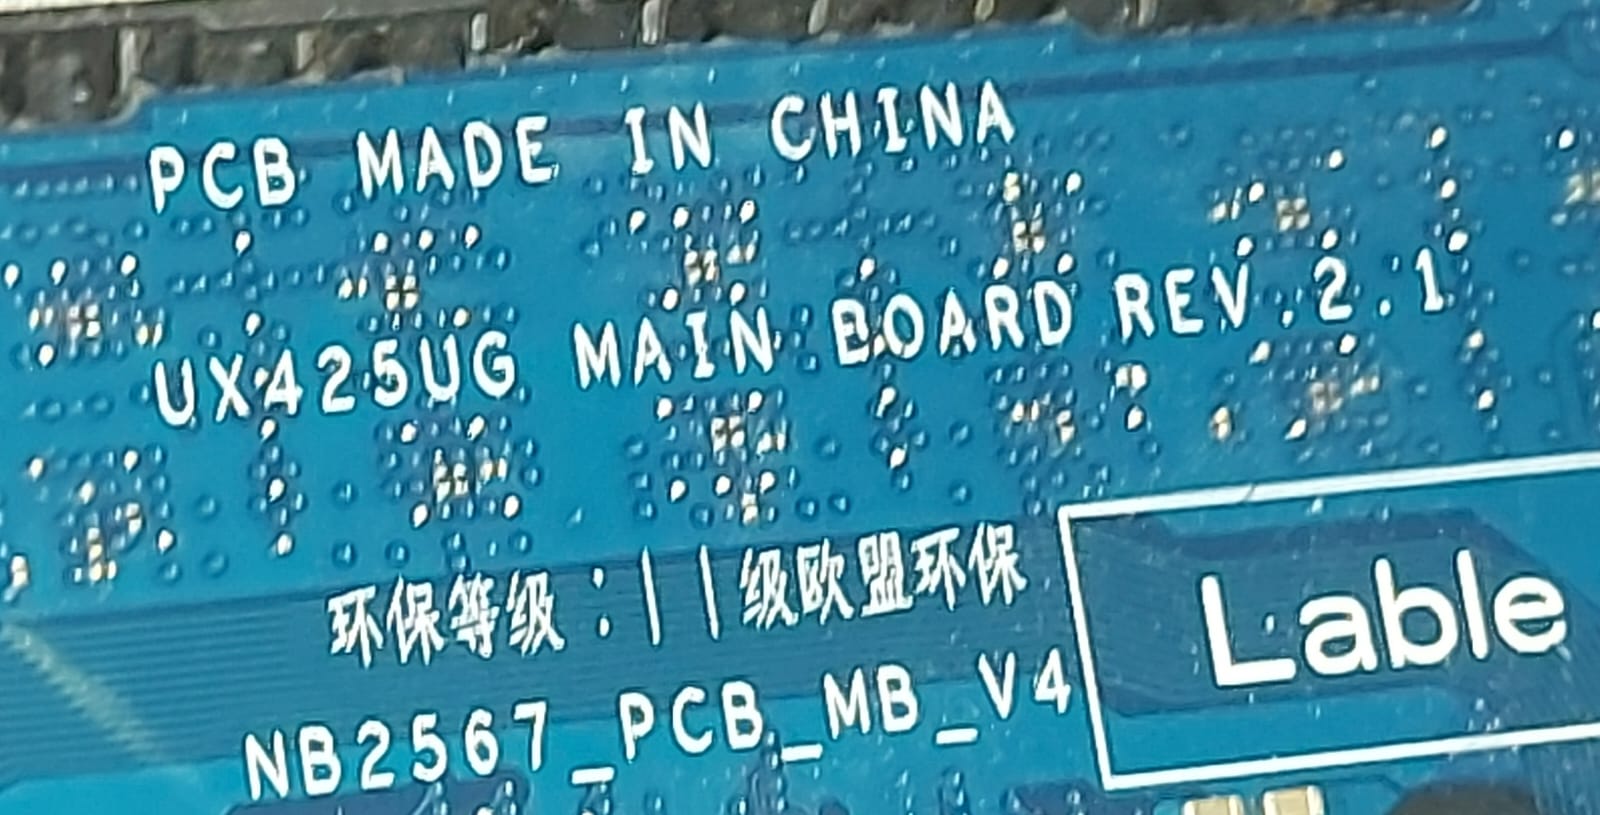 PCB MADE IN CHINA
UX425UG MAIN BOARD REV.2.1
环保等级:||级欧盟环保
Lable
NB2567_PCB_MB_V4